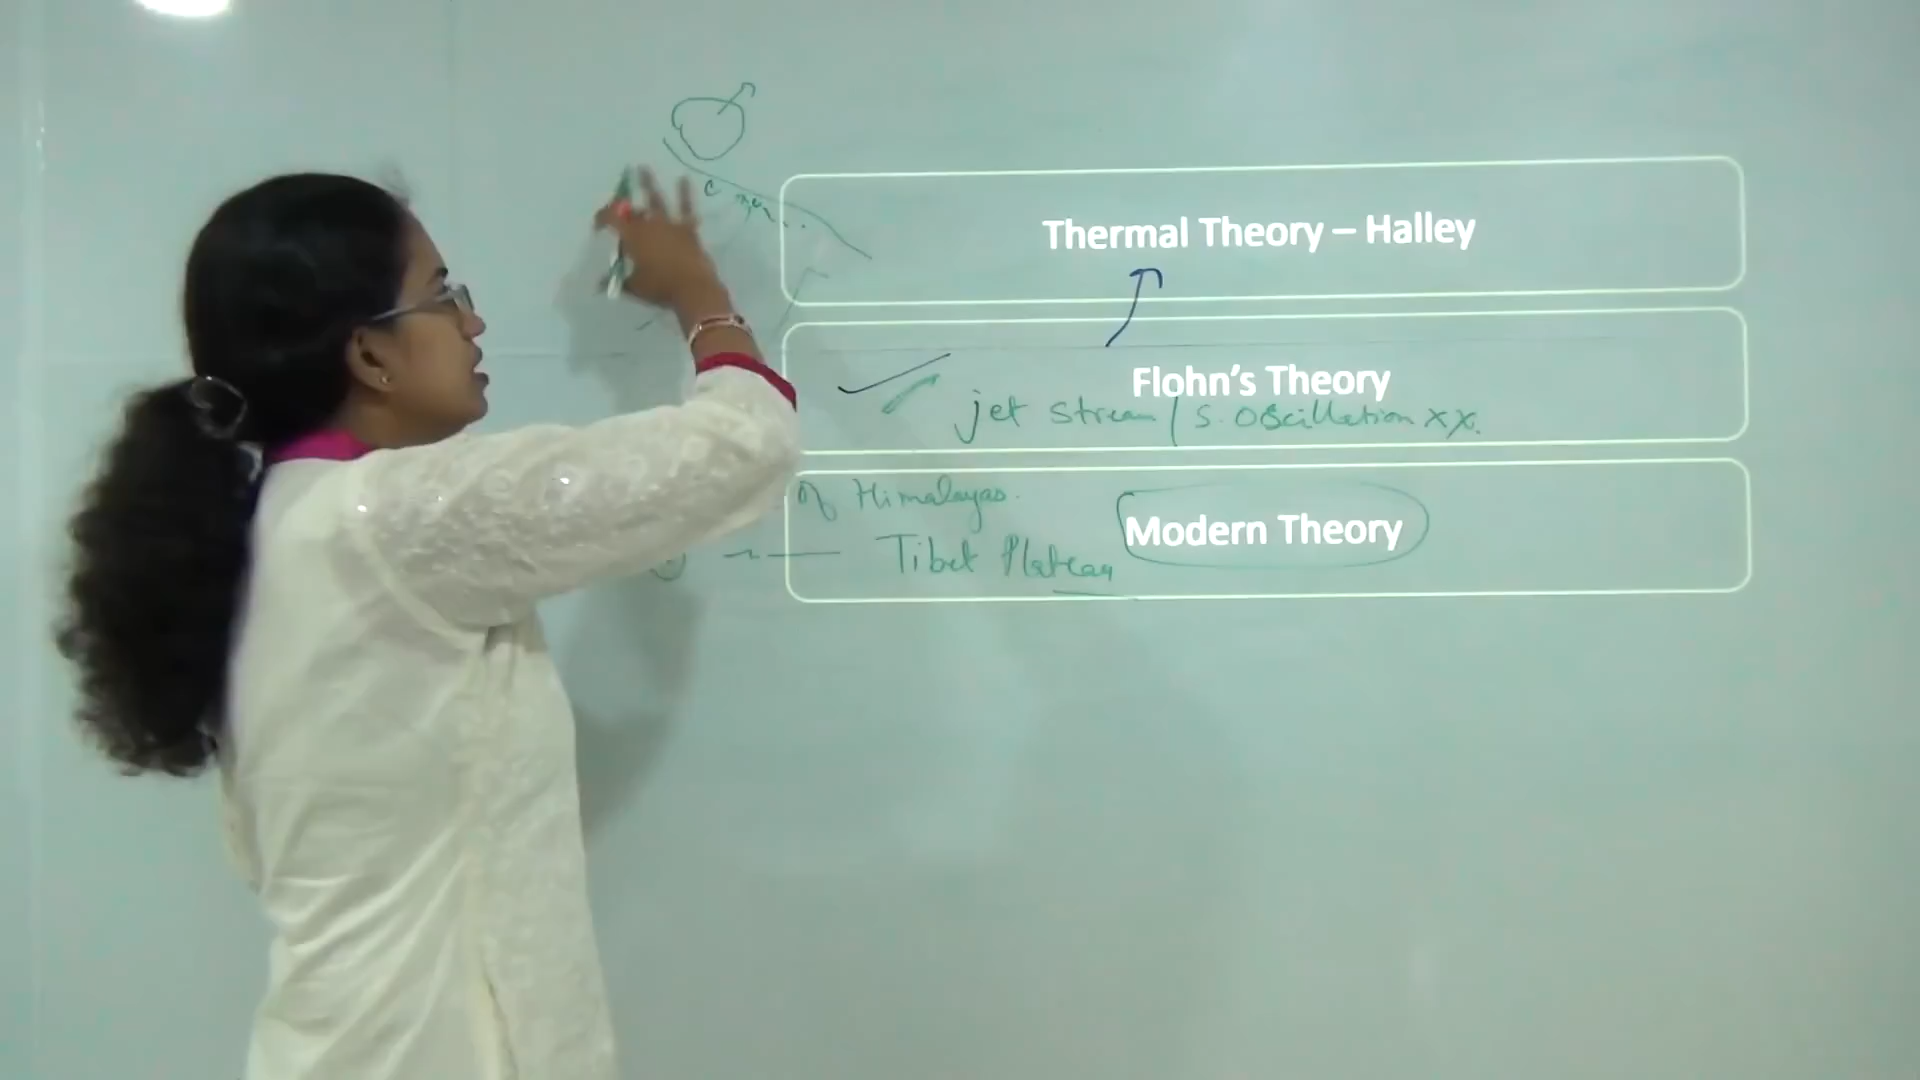 Thermal Theory – Halley
Flohn's Theory
jet stream / S. Oscillation xx.
of Himalayas.
Modern Theory
Tibet Plateau